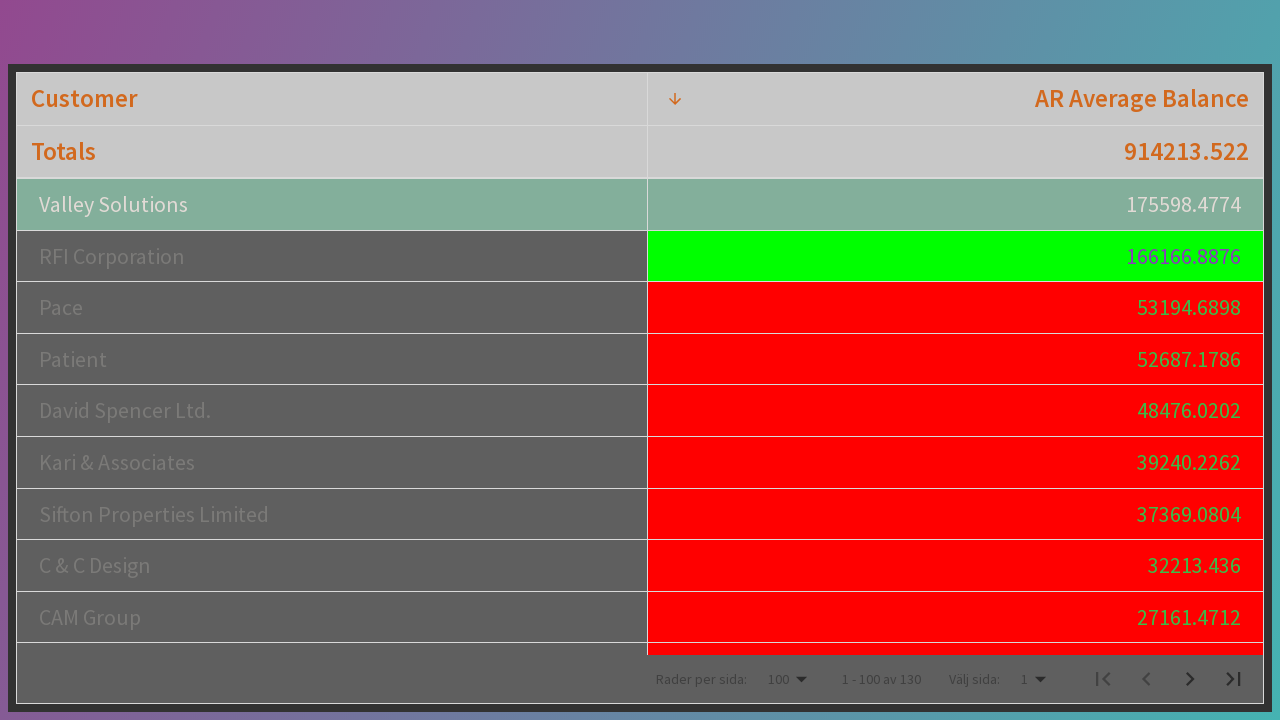 Customer AR Average Balance
Totals 914213.522
Valley Solutions 175598.4774
RFI Corporation 166166.8876
Pace 53194.6898
Patient 52687.1786
David Spencer Ltd. 48476.0202
Kari & Associates 39240.2262
Sifton Properties Limited 37369.0804
C & C Design 32213.436
CAM Group 27161.4712
Rader per sida: 100 1 - 100 av 130 Välj sida: 1